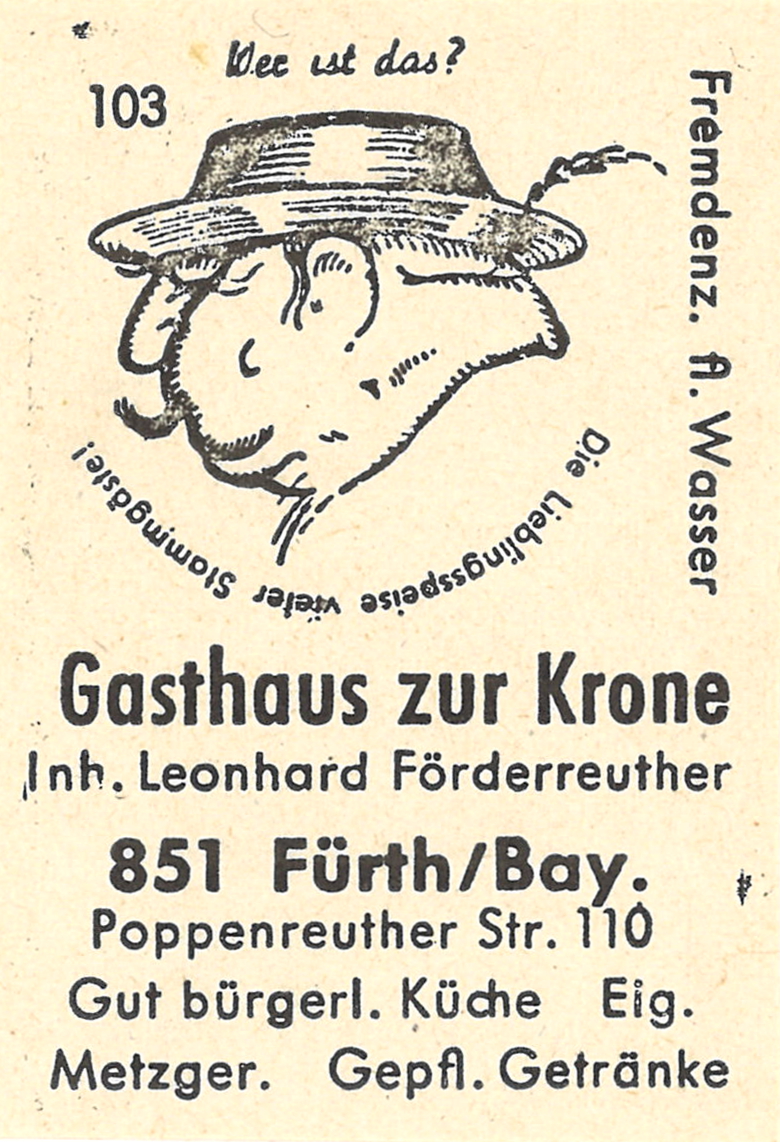 Wer ist das?
103
Fremdenz. fl. Wasser
Die Lieblingsspeise vieler Stammgäste!
Gasthaus zur Krone
Inh. Leonhard Förderreuther
851 Fürth/Bay.
Poppenreuther Str. 110
Gut bürgerl. Küche Eig.
Metzger. Gepfl. Getränke